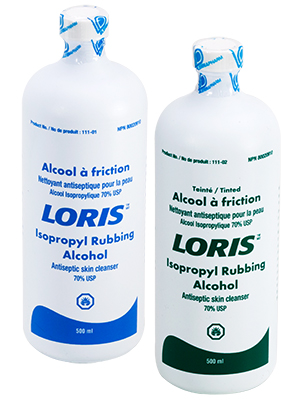 Product No. / No de produit : 111-01
Alcool à friction
Nettoyant antiseptique pour la peau
Alcool Isopropylique 70% USP
LORIS
Isopropyl Rubbing
Alcohol
Antiseptic skin cleanser
70% USP
500 ml
Product No. / No de produit : 111-02
Teinté / Tinted
Alcool à friction
Nettoyant antiseptique pour la peau
Alcool Isopropylique 70% USP
LORIS
Isopropyl Rubbing
Alcohol
Antiseptic skin cleanser
70% USP
500 ml